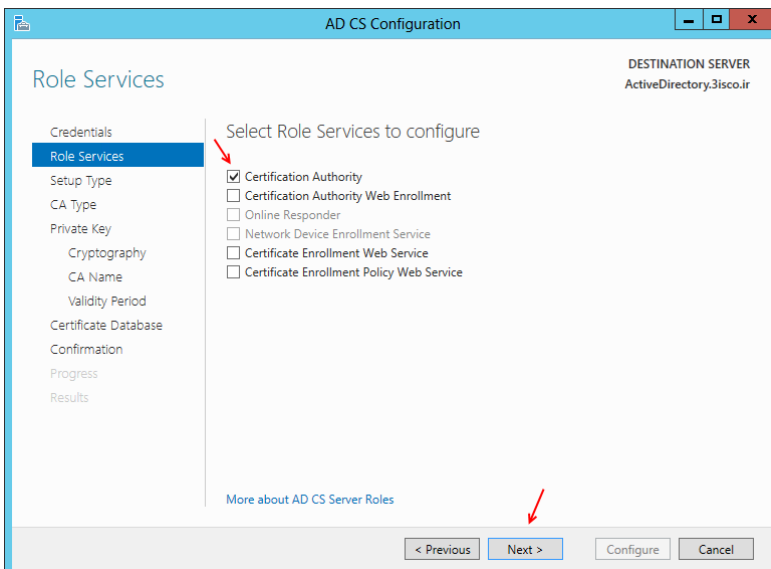 AD CS Configuration
Role Services
DESTINATION SERVER
ActiveDirectory.3isco.ir
Credentials
Role Services
Setup Type
CA Type
Private Key
Cryptography
CA Name
Validity Period
Certificate Database
Confirmation
Progress
Results
Select Role Services to configure
Certification Authority
Certification Authority Web Enrollment
Online Responder
Network Device Enrollment Service
Certificate Enrollment Web Service
Certificate Enrollment Policy Web Service
More about AD CS Server Roles
< Previous
Next >
Configure
Cancel